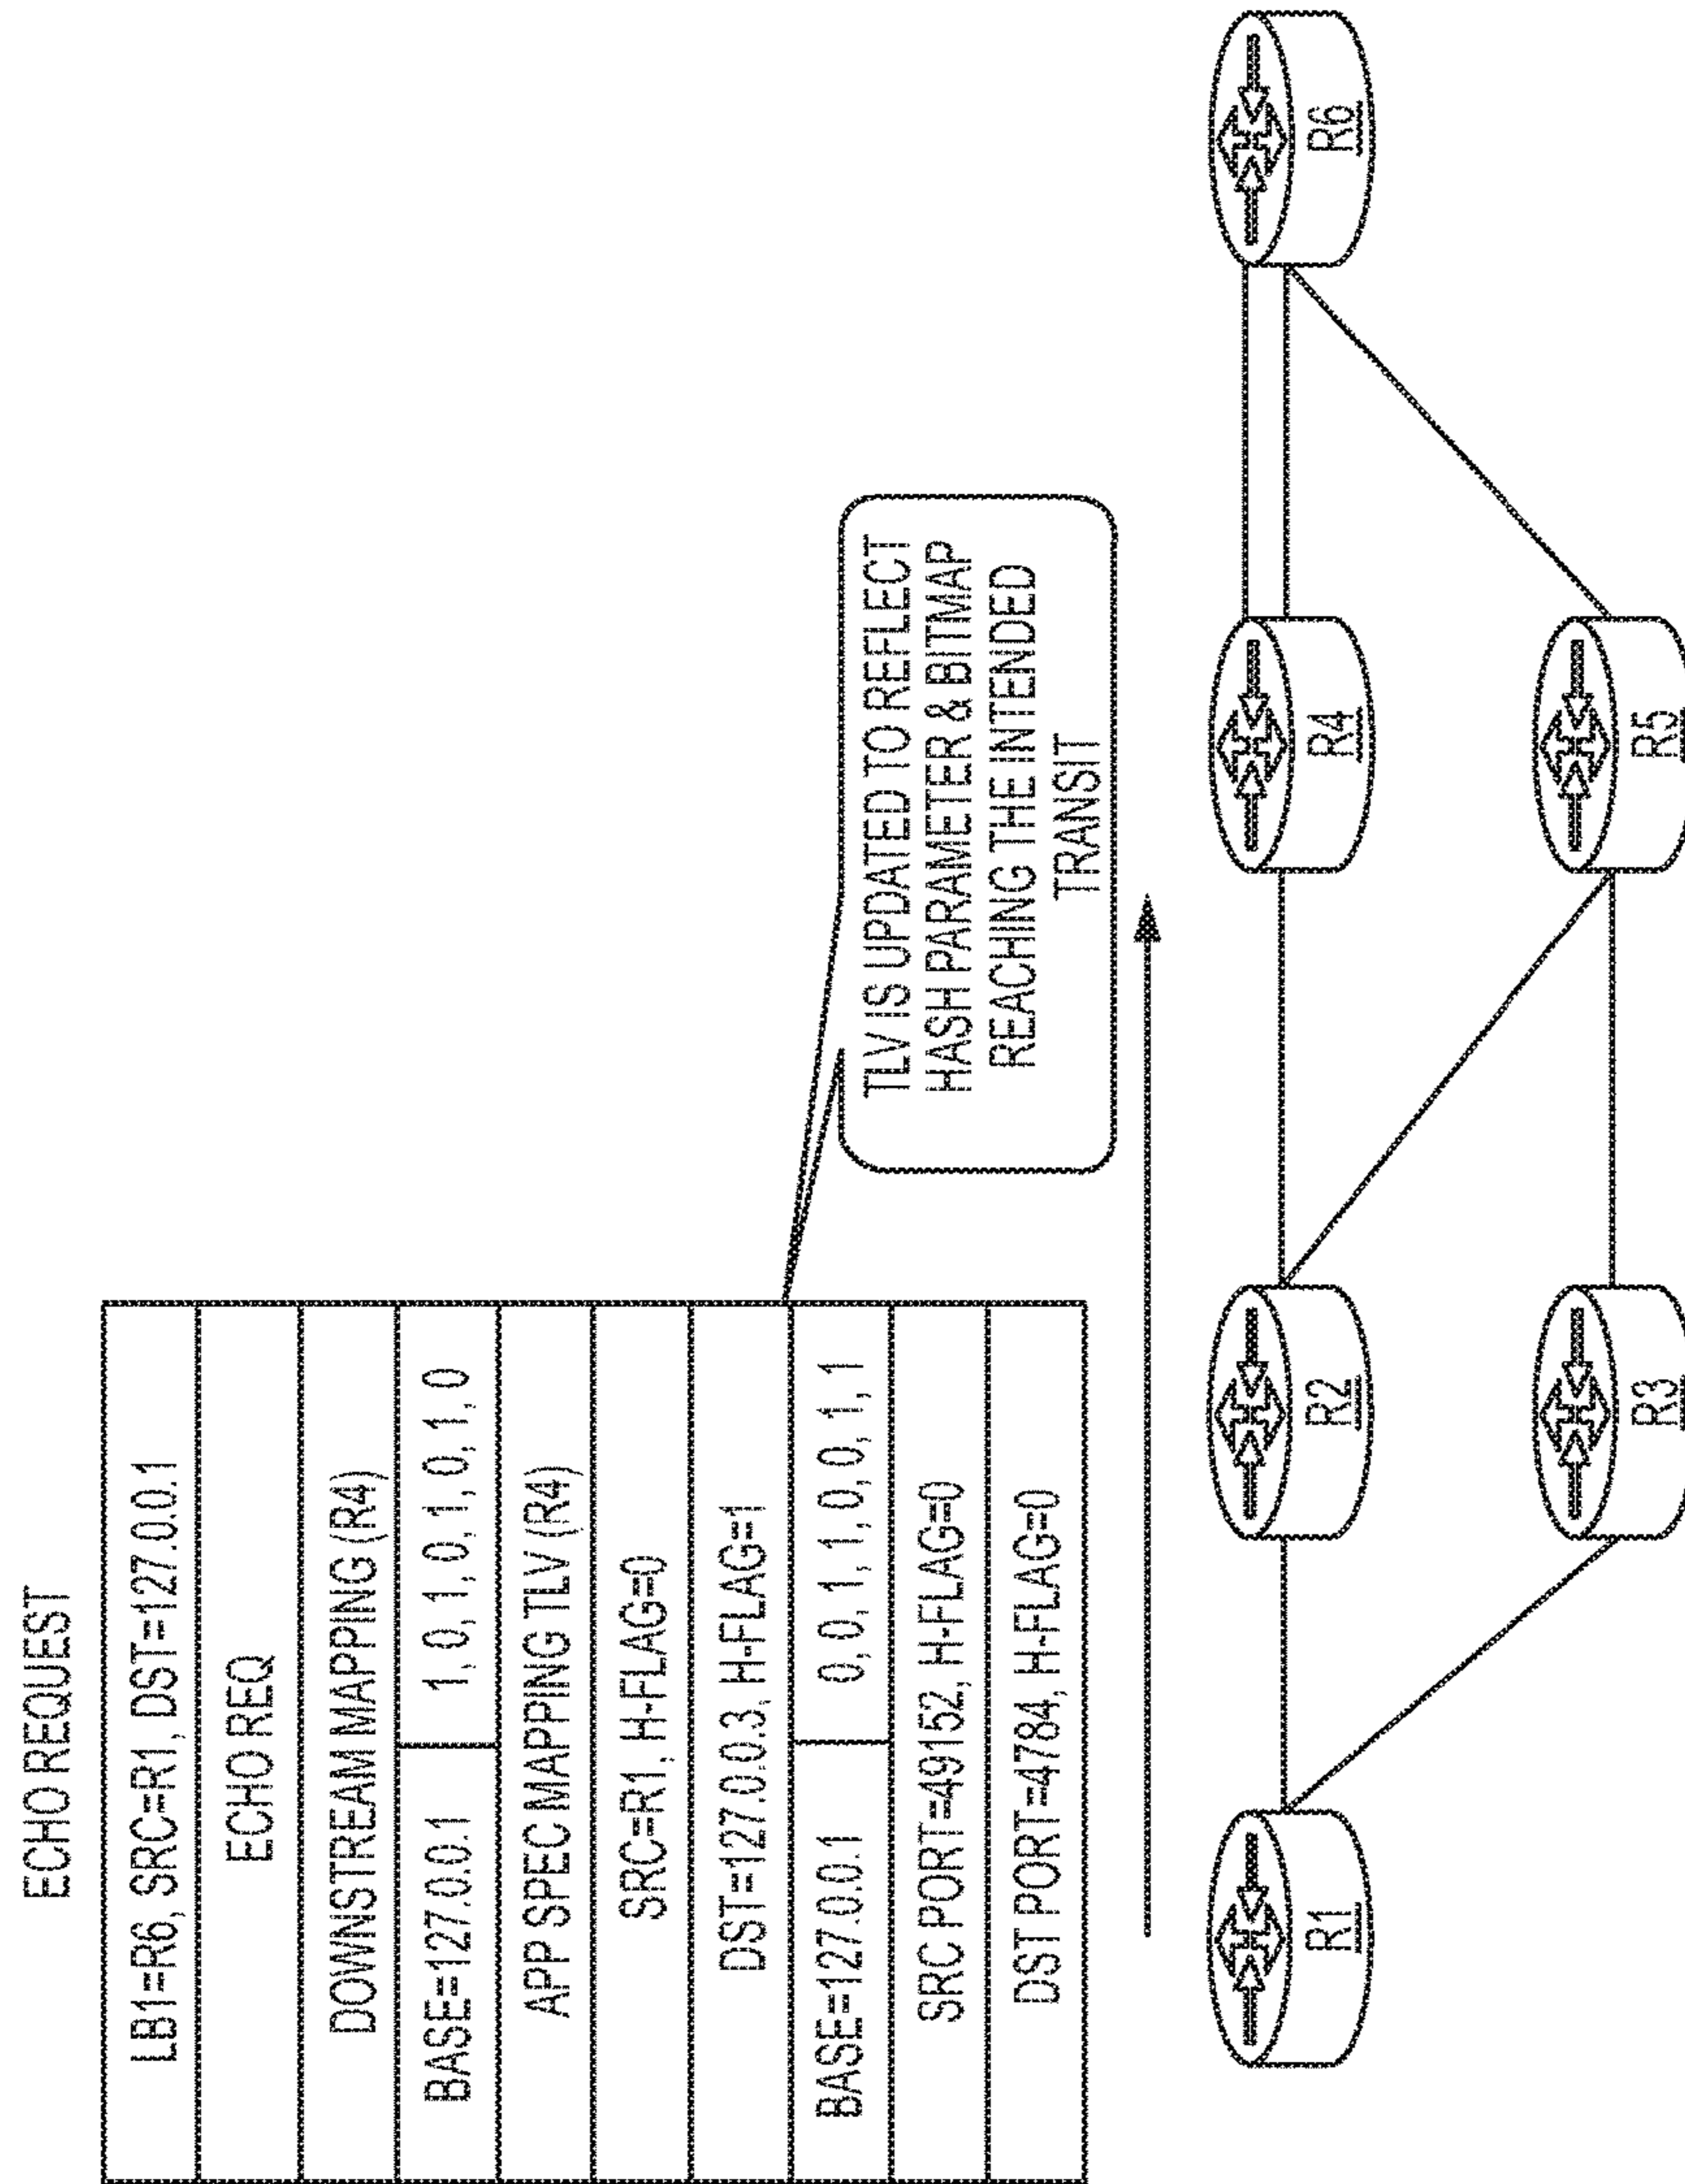 ECHO REQUEST
LB1=R6, SRC=R1, DST=127.0.0.1
ECHO REQ
DOWNSTREAM MAPPING (R4)
BASE=127.0.0.1 1, 0, 1, 0, 1, 0, 1, 0
APP SPEC MAPPING TLV (R4)
SRC=R1, H-FLAG=0
DST=127.0.0.3, H-FLAG=1
BASE=127.0.0.1 0, 0, 1, 1, 0, 0, 1, 1
SRC PORT=49152, H-FLAG=0
DST PORT=4784, H-FLAG=0
TLV IS UPDATED TO REFLECT
HASH PARAMETER & BITMAP
REACHING THE INTENDED
TRANSIT
R1
R2
R4
R6
R3
R5